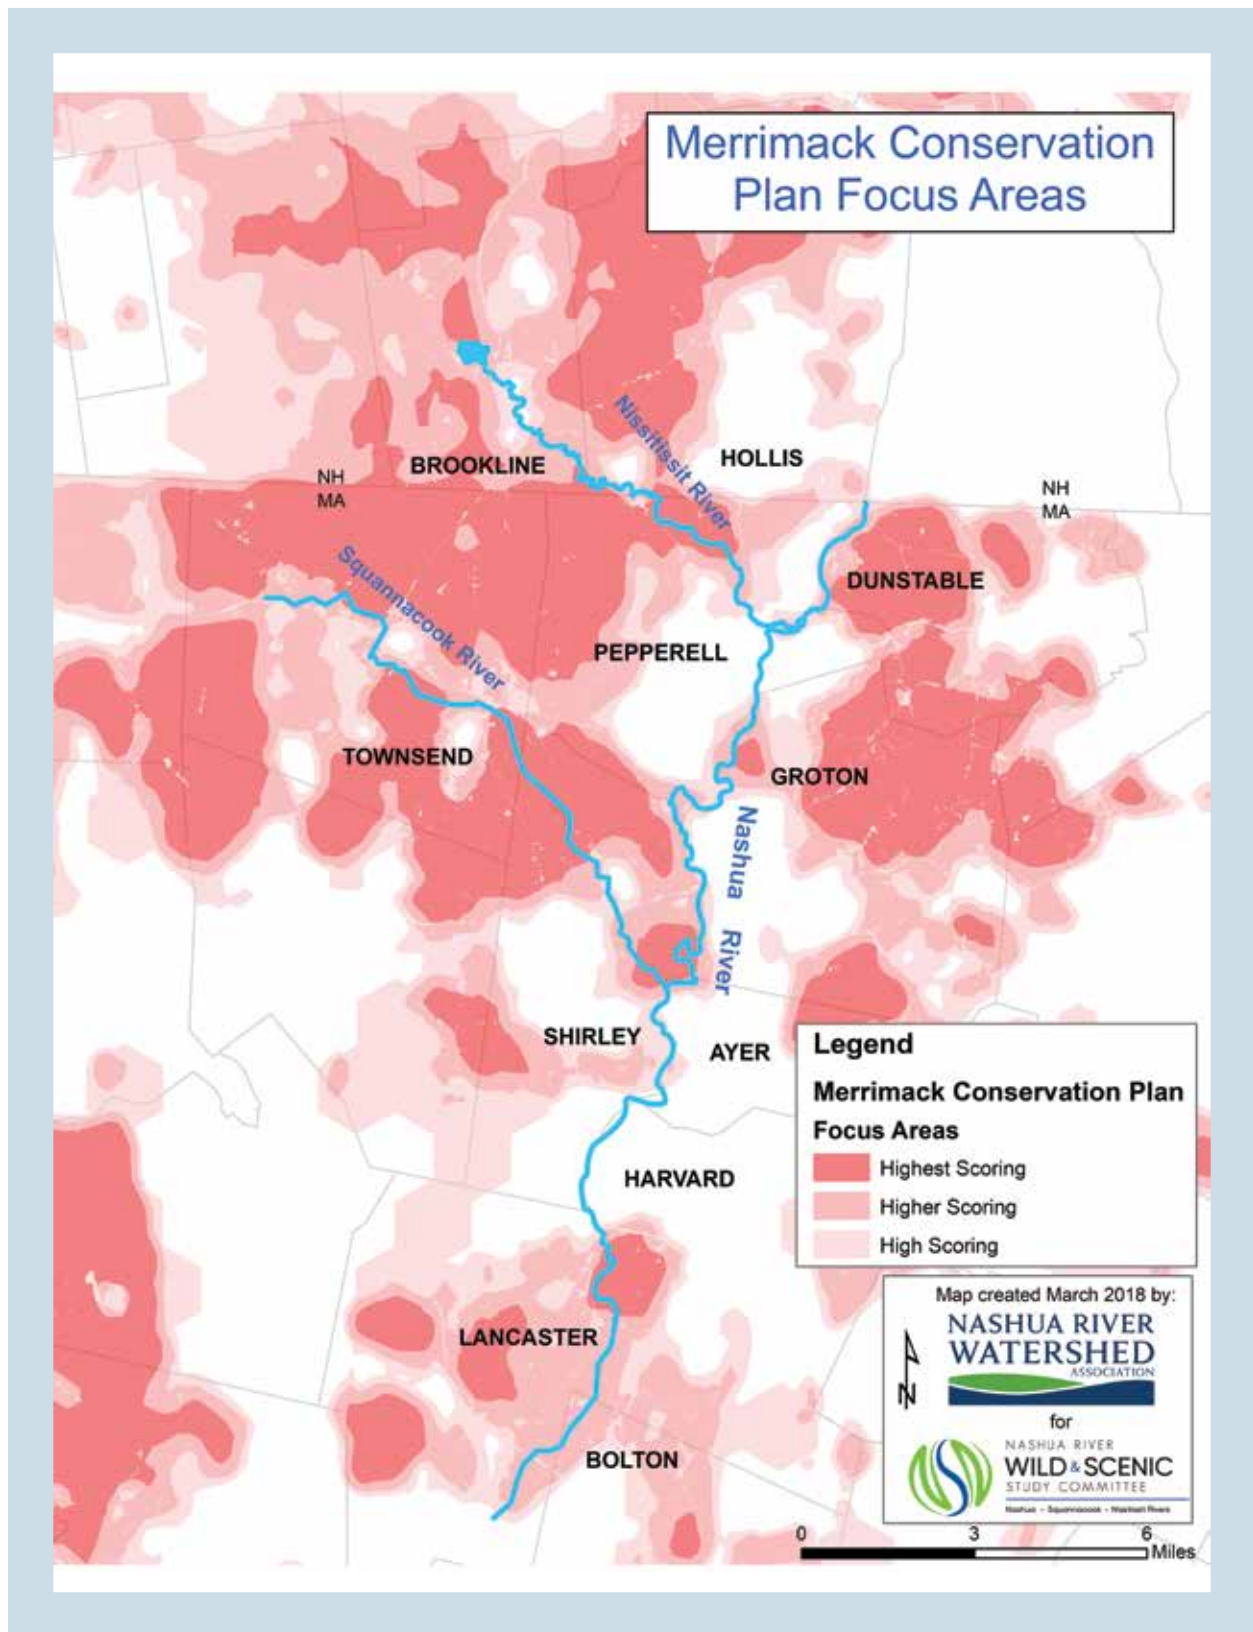 Merrimack Conservation
Plan Focus Areas
Nissitissit River
HOLLIS
BROOKLINE
NH
MA
NH
MA
Squannacook River
DUNSTABLE
PEPPERELL
TOWNSEND
GROTON
Nashua River
SHIRLEY
AYER
HARVARD
LANCASTER
BOLTON
Legend
Merrimack Conservation Plan
Focus Areas
Highest Scoring
Higher Scoring
High Scoring
Map created March 2018 by:
NASHUA RIVER
WATERSHED
ASSOCIATION
for
N
NASHUA RIVER
WILD & SCENIC
STUDY COMMITTEE
0 3 6
Miles